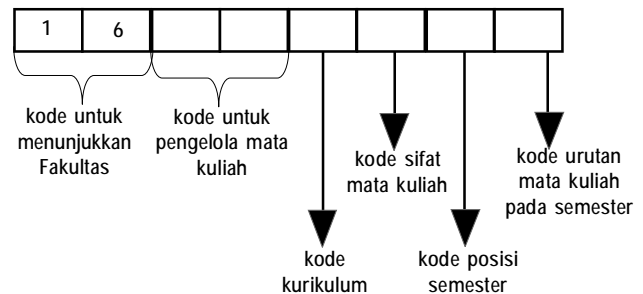 1 6
kode untuk
menunjukkan
Fakultas
kode untuk
pengelola mata
kuliah
kode sifat
mata kuliah
kode urutan
mata kuliah
pada semester
kode
kurikulum
kode posisi
semester